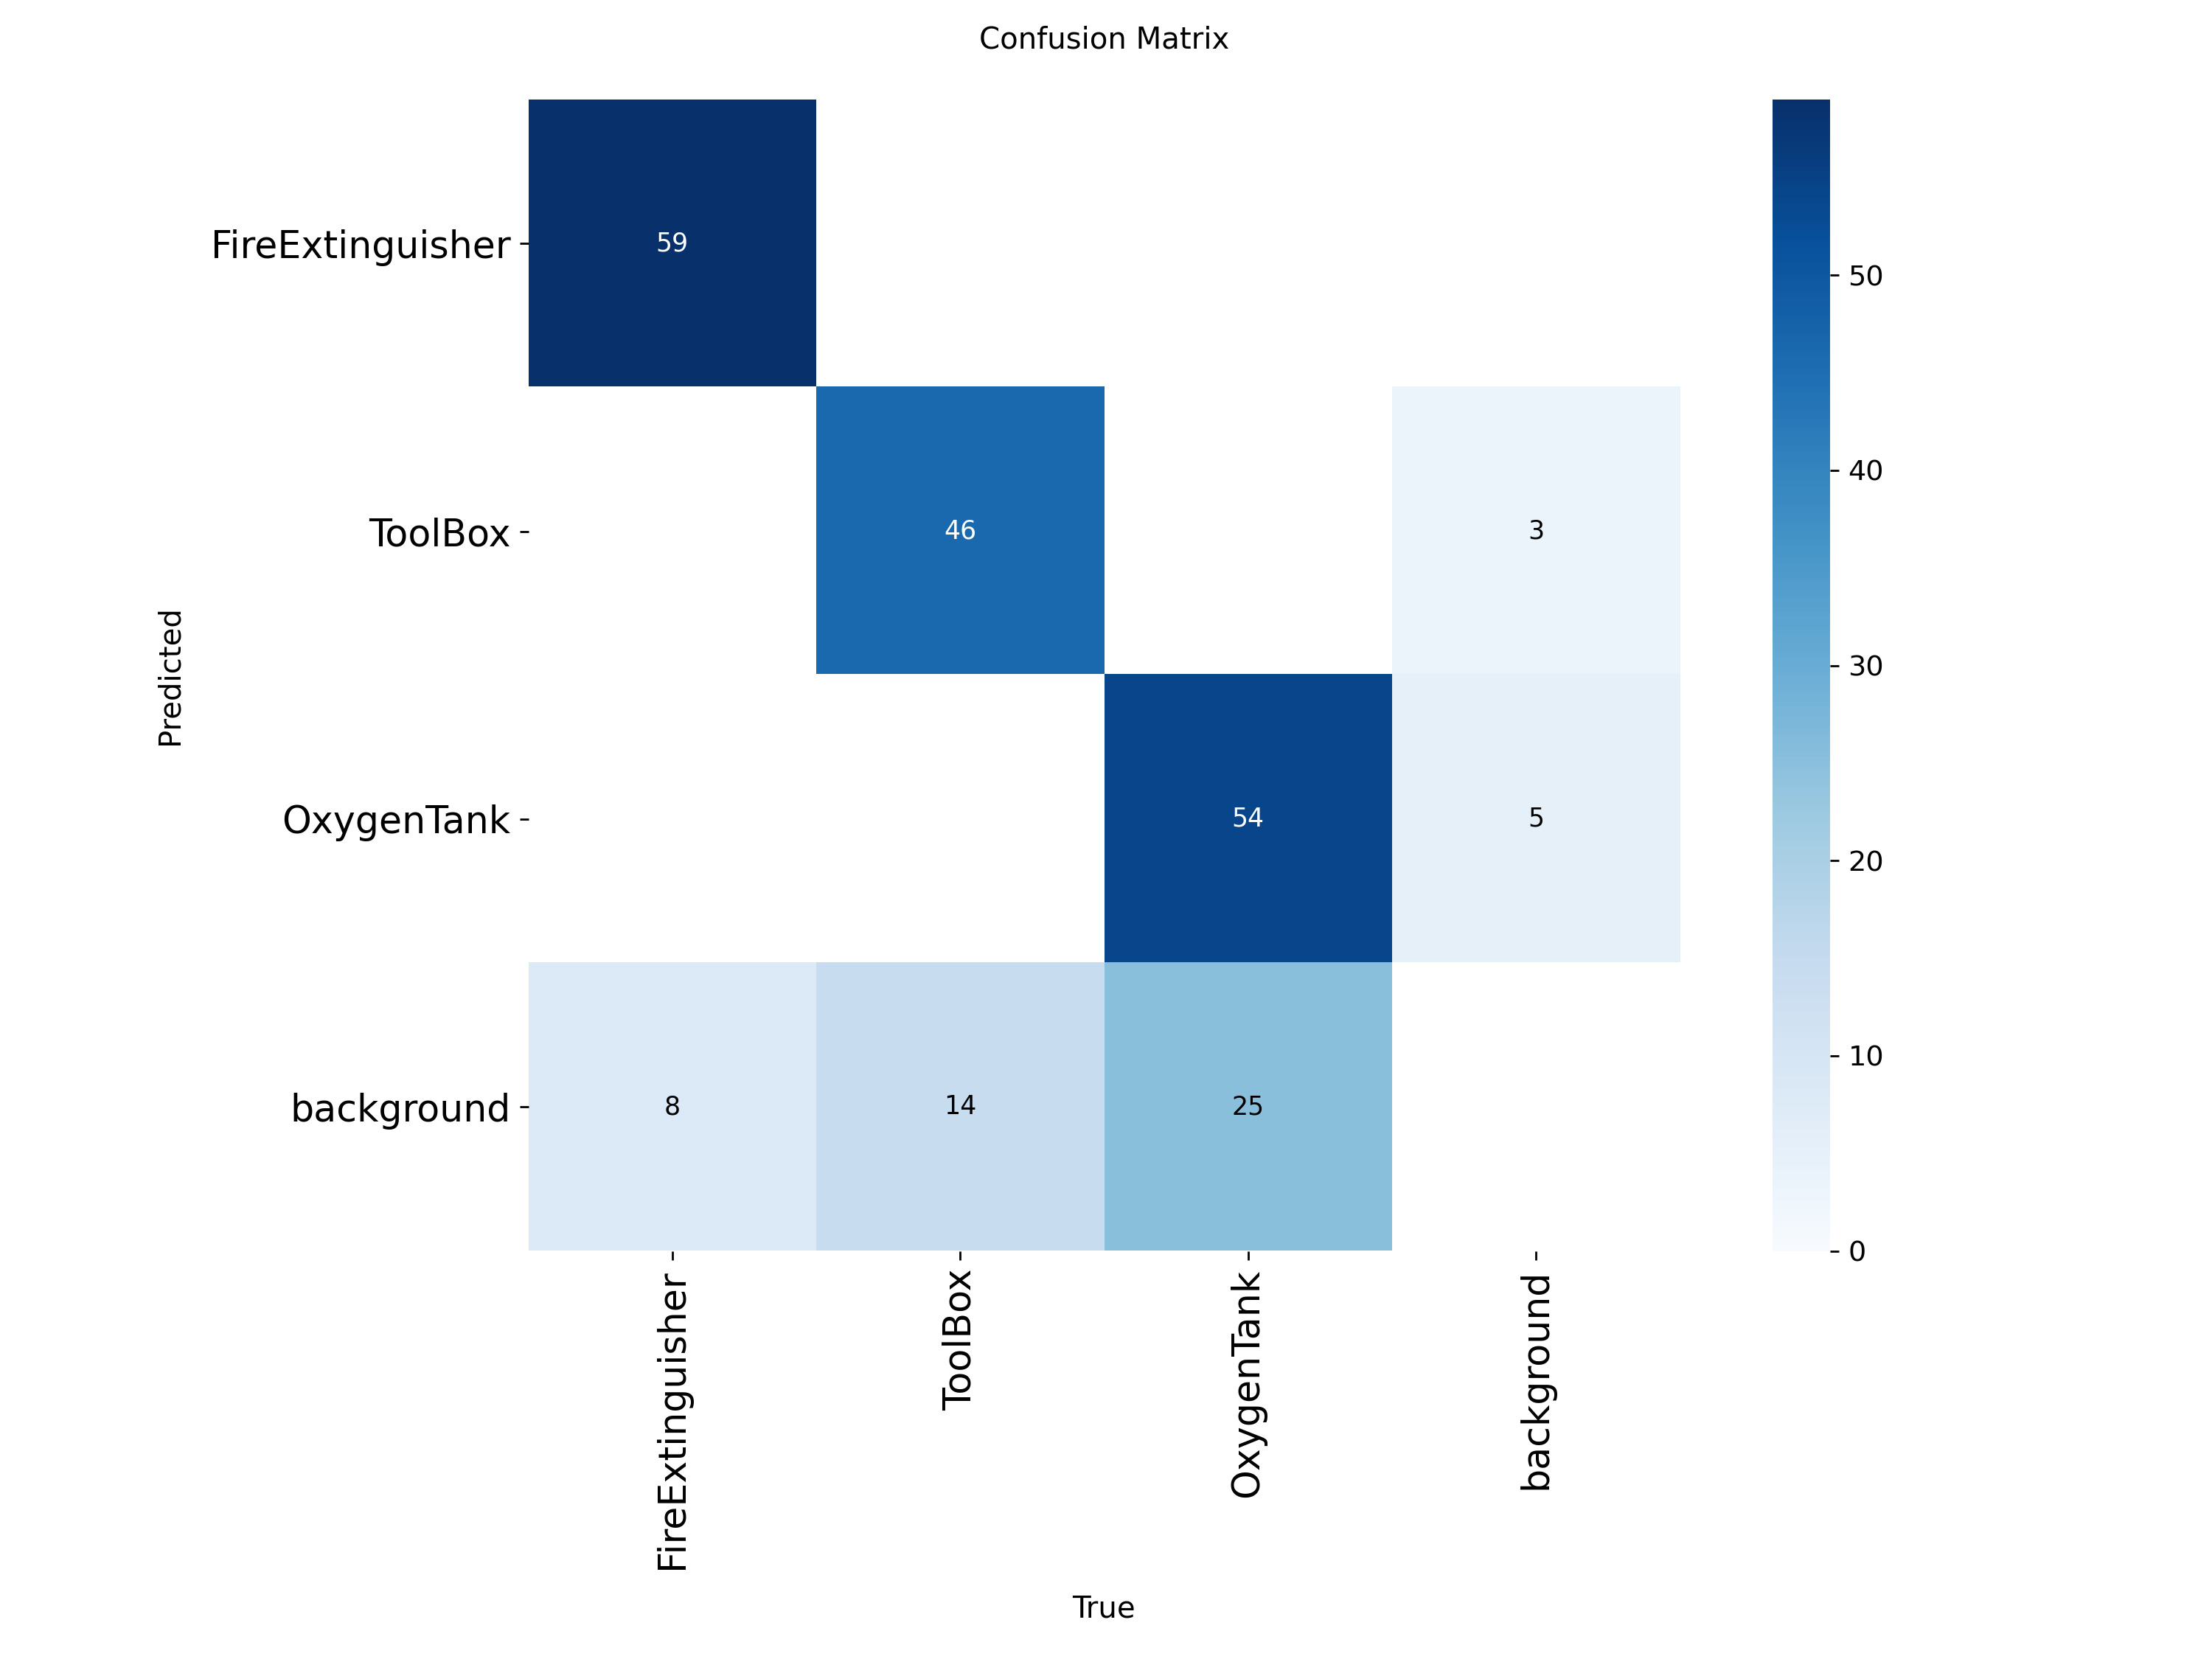 Confusion Matrix
FireExtinguisher
59
ToolBox
46
3
OxygenTank
54
5
background
8
14
25
Predicted
FireExtinguisher
ToolBox
OxygenTank
background
True
50
40
30
20
10
0